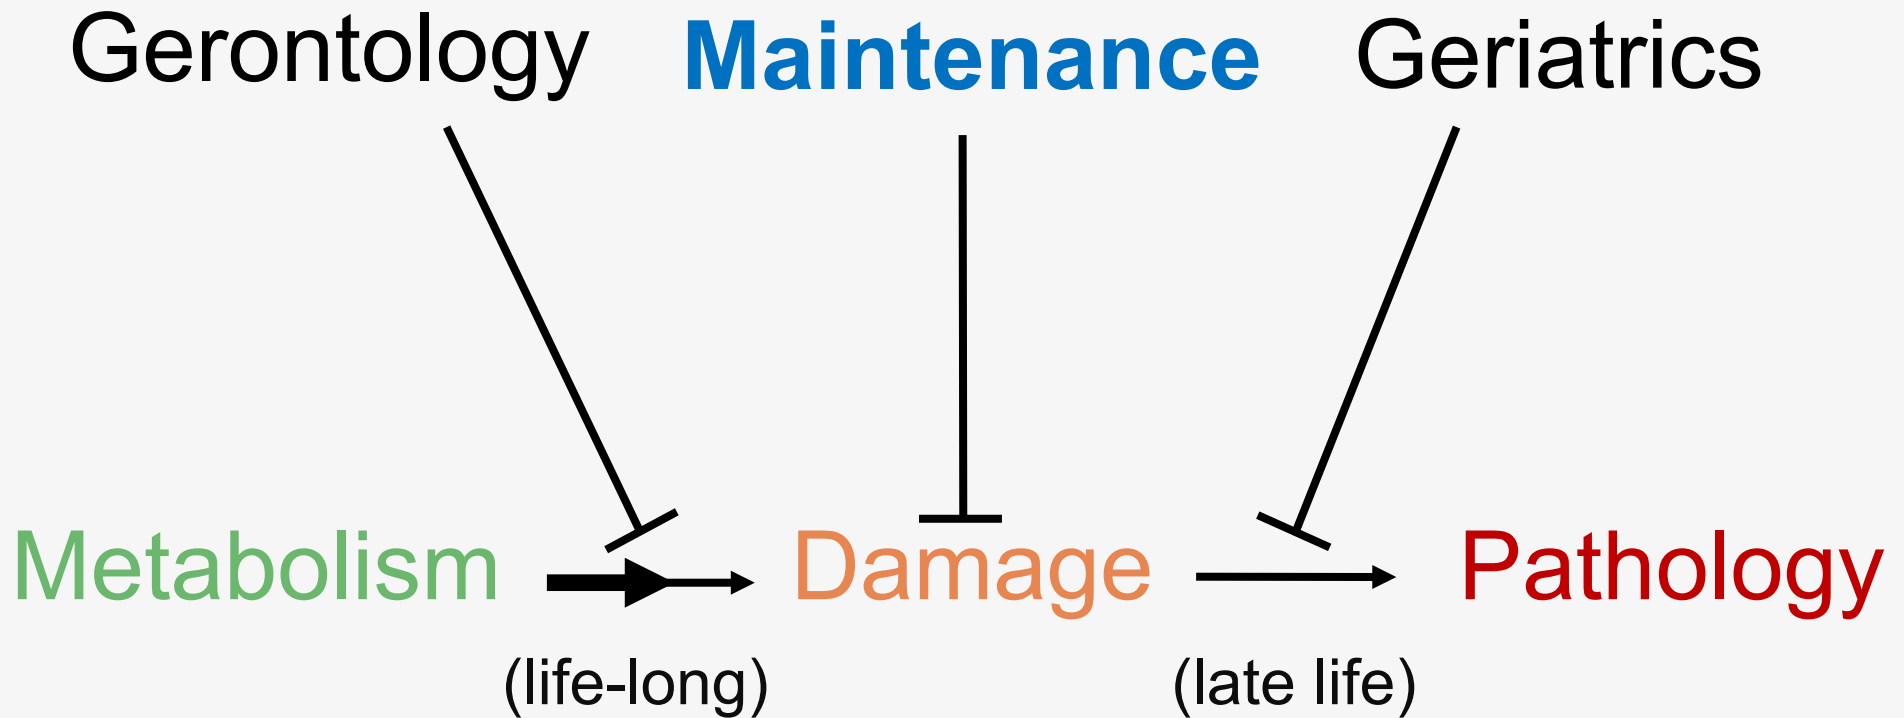 Gerontology Maintenance Geriatrics
Metabolism Damage Pathology
(life-long) (late life)